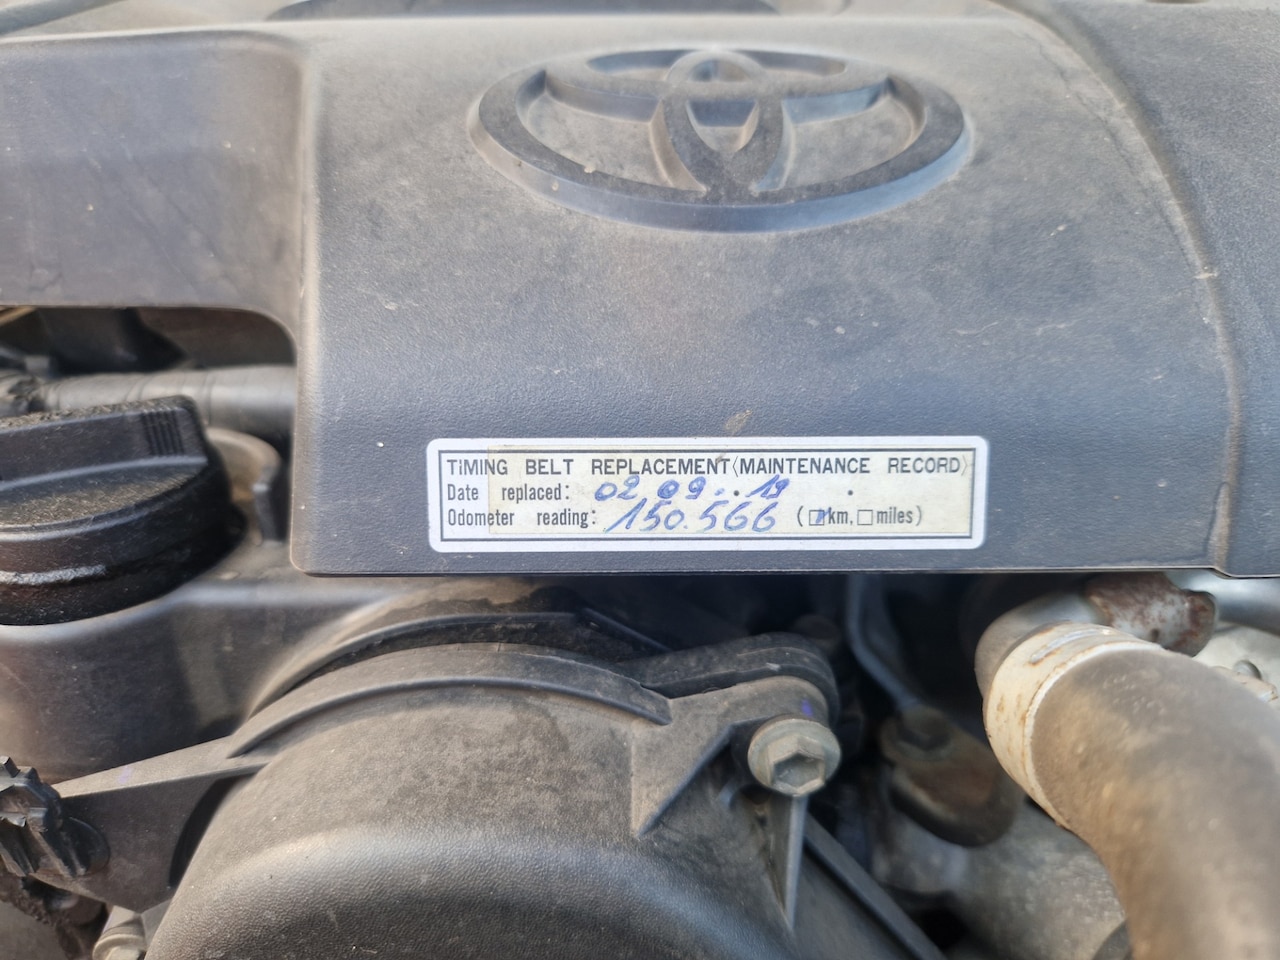 TIMING BELT REPLACEMENT (MAINTENANCE RECORD)
Date replaced: 02 09. . 19 .
Odometer reading: 150.566 (☑km, ☐miles)